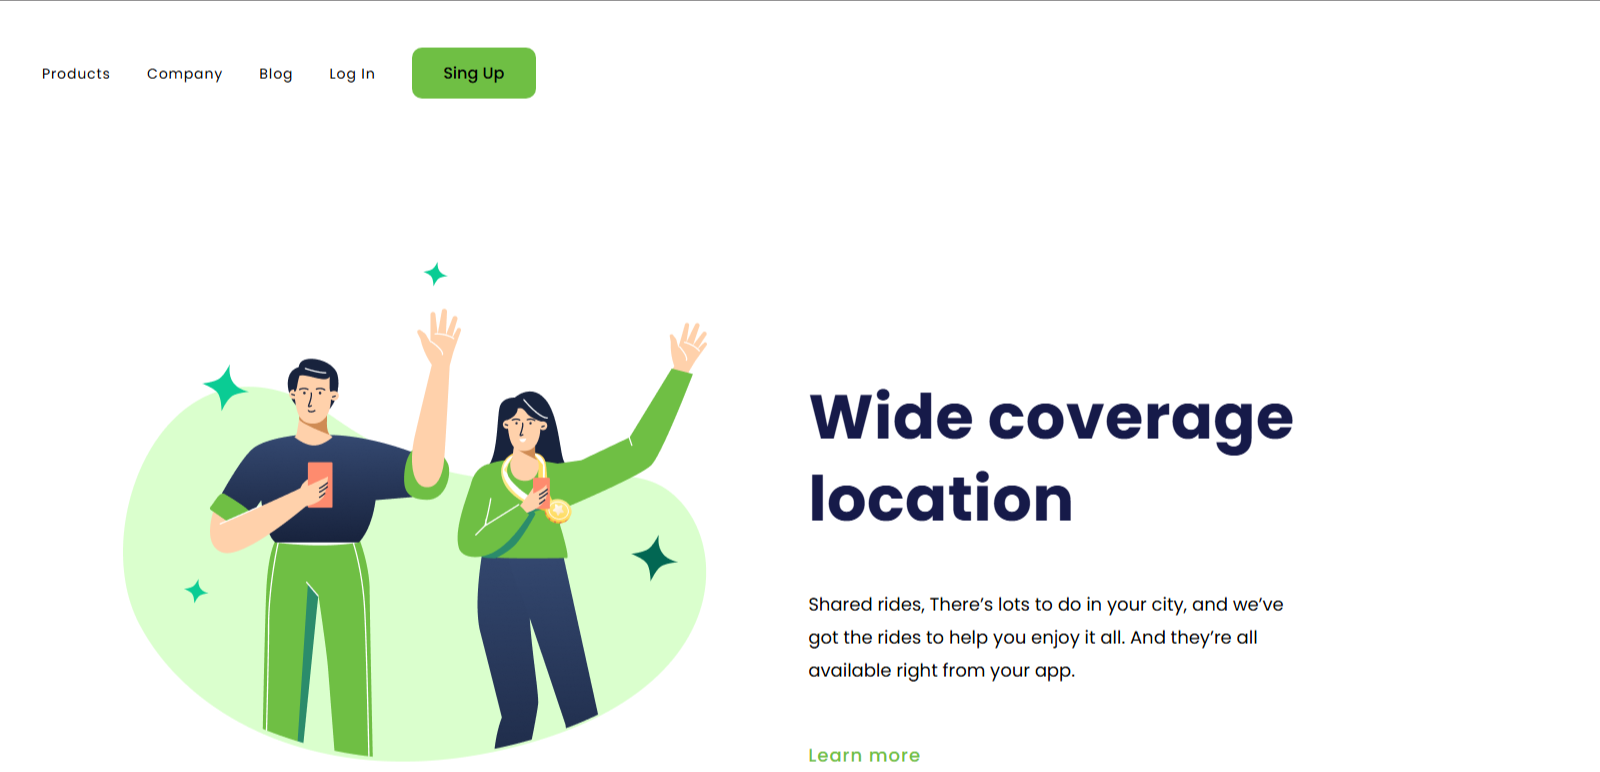 Products Company Blog Log In Sing Up
Wide coverage
location
Shared rides, There’s lots to do in your city, and we’ve
got the rides to help you enjoy it all. And they’re all
available right from your app.
Learn more